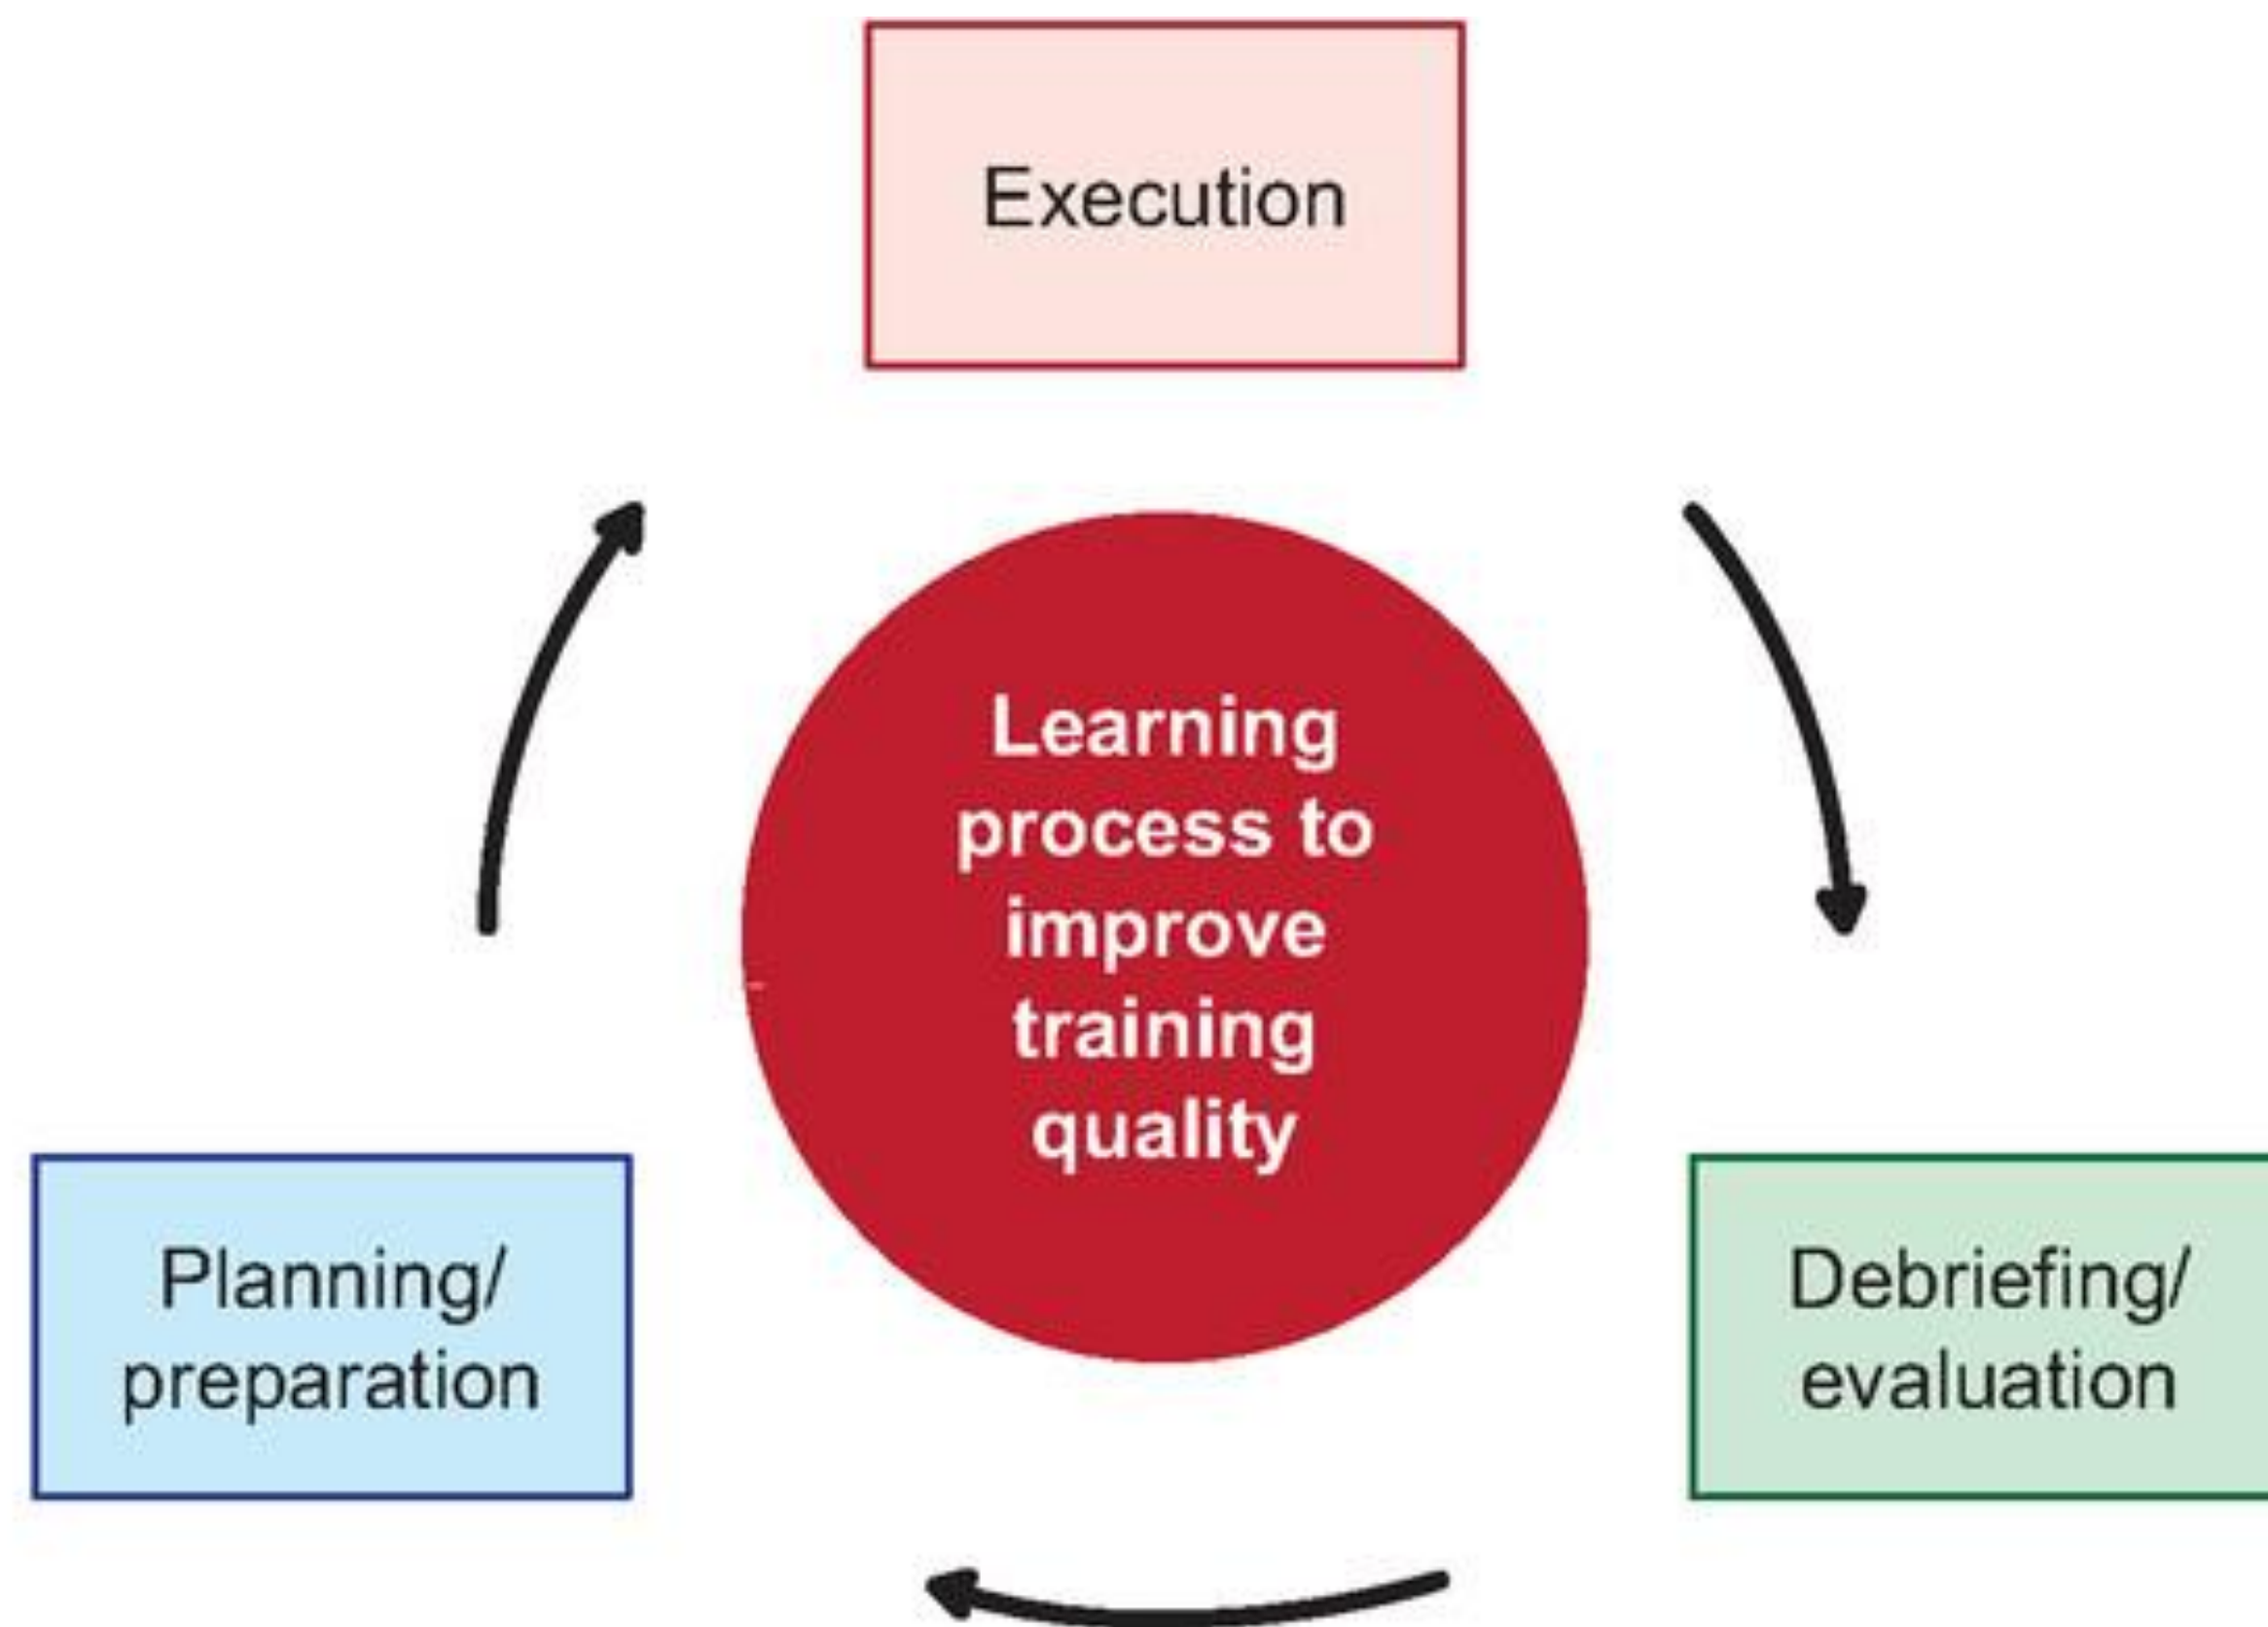 Execution
Learning
process to
improve
training
quality
Planning/
preparation
Debriefing/
evaluation